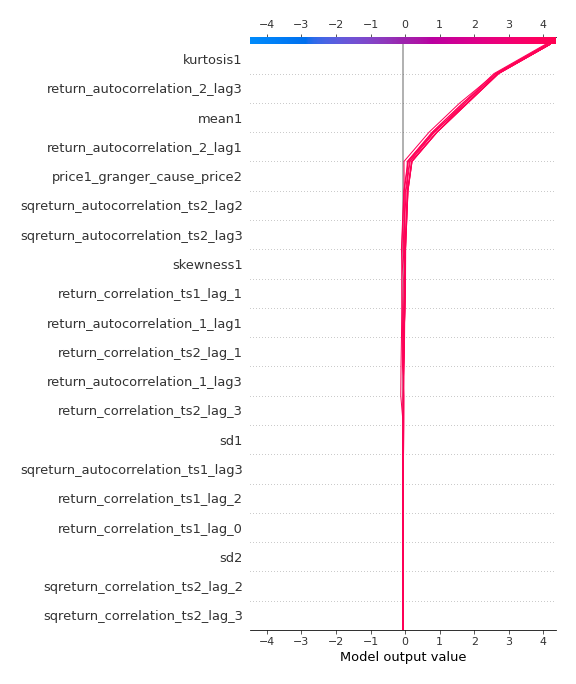 −4 −3 −2 −1 0 1 2 3 4
kurtosis1
return_autocorrelation_2_lag3
mean1
return_autocorrelation_2_lag1
price1_granger_cause_price2
sqreturn_autocorrelation_ts2_lag2
sqreturn_autocorrelation_ts2_lag3
skewness1
return_correlation_ts1_lag_1
return_autocorrelation_1_lag1
return_correlation_ts2_lag_1
return_autocorrelation_1_lag3
return_correlation_ts2_lag_3
sd1
sqreturn_autocorrelation_ts1_lag3
return_correlation_ts1_lag_2
return_correlation_ts1_lag_0
sd2
sqreturn_correlation_ts2_lag_2
sqreturn_correlation_ts2_lag_3
−4 −3 −2 −1 0 1 2 3 4
Model output value